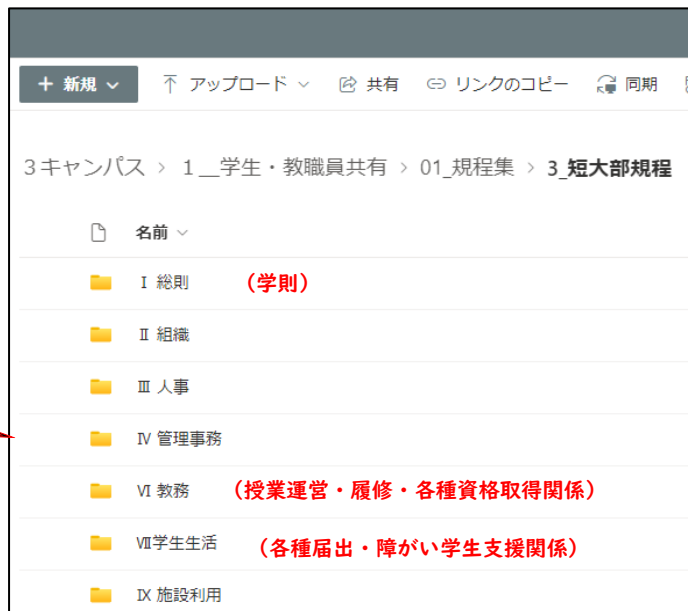 + 新規 アップロード 共有 リンクのコピー 同期
3キャンパス > 1__学生・教職員共有 > 01_規程集 > 3_短大部規程
名前
Ⅰ 総則 (学則)
Ⅱ 組織
Ⅲ 人事
Ⅳ 管理事務
Ⅵ 教務 (授業運営・履修・各種資格取得関係)
Ⅶ学生生活 (各種届出・障がい学生支援関係)
Ⅸ 施設利用